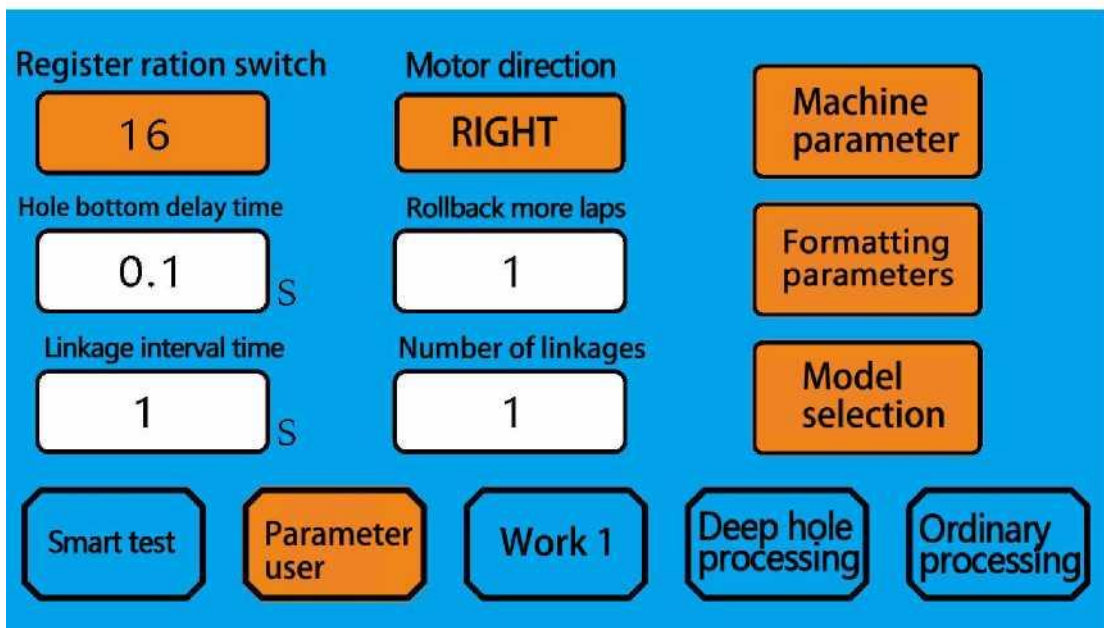 Register ration switch
Motor direction
16
RIGHT
Machine
parameter
Hole bottom delay time
Rollback more laps
0.1 S
1
Formatting
parameters
Linkage interval time
Number of linkages
1 S
1
Model
selection
Smart test
Parameter
user
Work 1
Deep hole
processing
Ordinary
processing